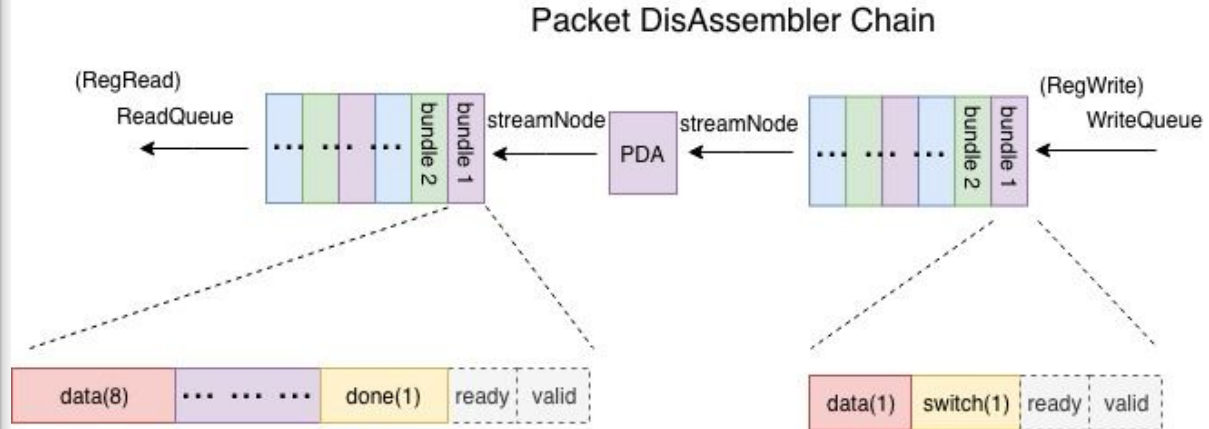 Packet DisAssembler Chain
(RegRead)
ReadQueue
... ... ...
bundle 2
bundle 1
streamNode
PDA
streamNode
... ... ...
bundle 2
bundle 1
(RegWrite)
WriteQueue
data(8)
... ... ...
done(1)
ready
valid
data(1)
switch(1)
ready
valid